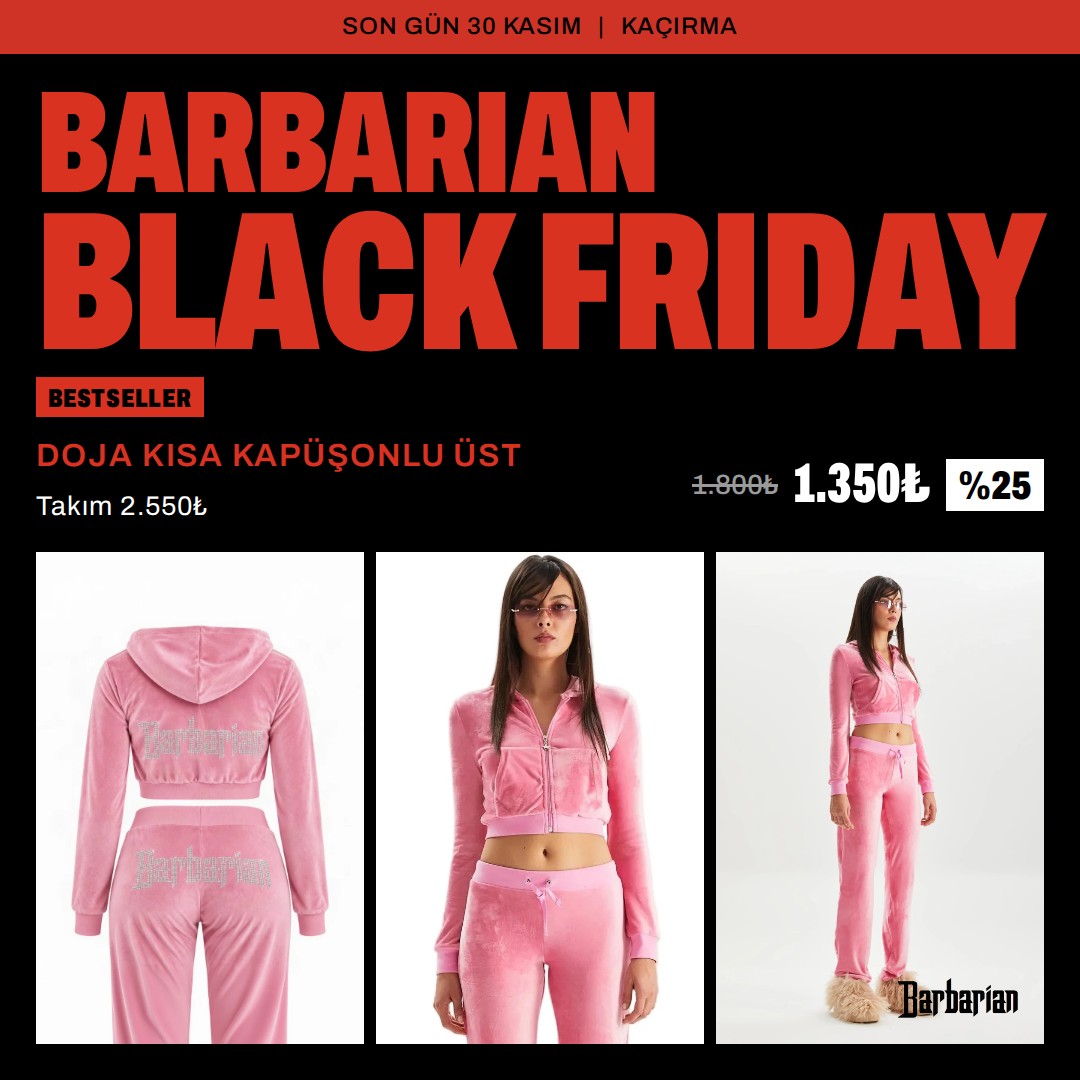 SON GÜN 30 KASIM | KAÇIRMA
BARBARIAN
BLACK FRIDAY
BESTSELLER
DOJA KISA KAPÜŞONLU ÜST
Takım 2.550₺
1.800₺ 1.350₺ %25
Barbarian
Barbarian
Barbarian